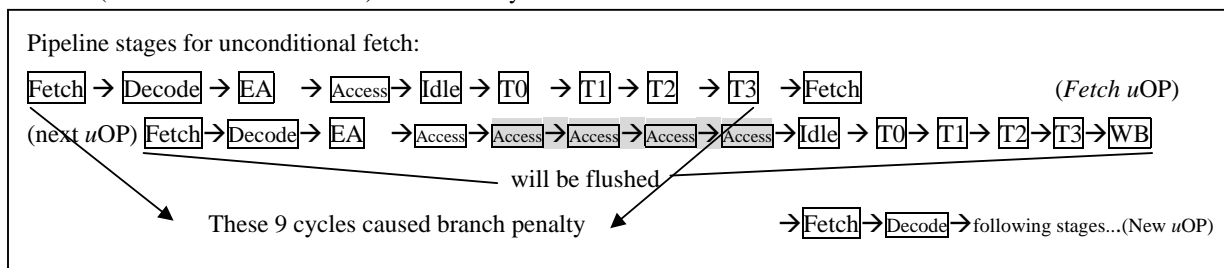 Pipeline stages for unconditional fetch:
Fetch → Decode → EA → Access → Idle → T0 → T1 → T2 → T3 → Fetch (Fetch uOP)
(next uOP) Fetch → Decode → EA → Access → Access → Access → Access → Access → Idle → T0 → T1 → T2 → T3 → WB
will be flushed
These 9 cycles caused branch penalty → Fetch → Decode → following stages...(New uOP)